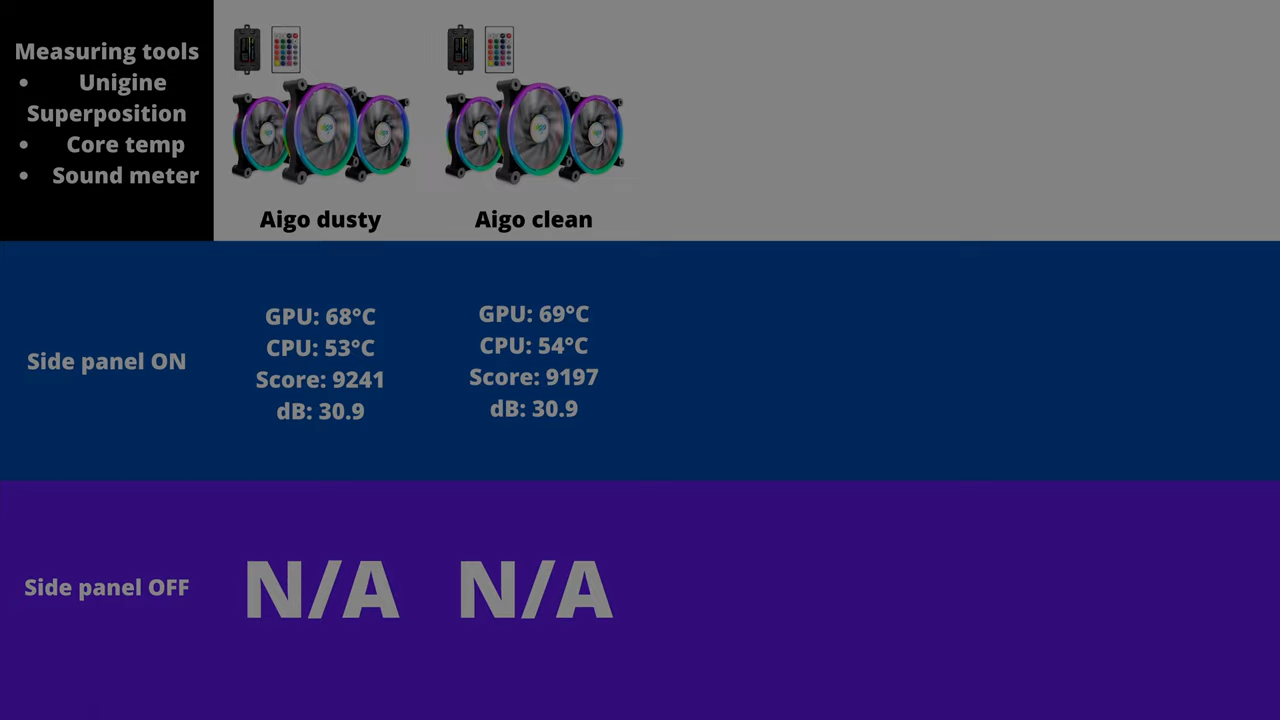 Measuring tools
• Unigine
Superposition
• Core temp
• Sound meter
Aigo dusty
Aigo clean
Side panel ON
GPU: 68°C
CPU: 53°C
Score: 9241
dB: 30.9
GPU: 69°C
CPU: 54°C
Score: 9197
dB: 30.9
Side panel OFF
N/A
N/A